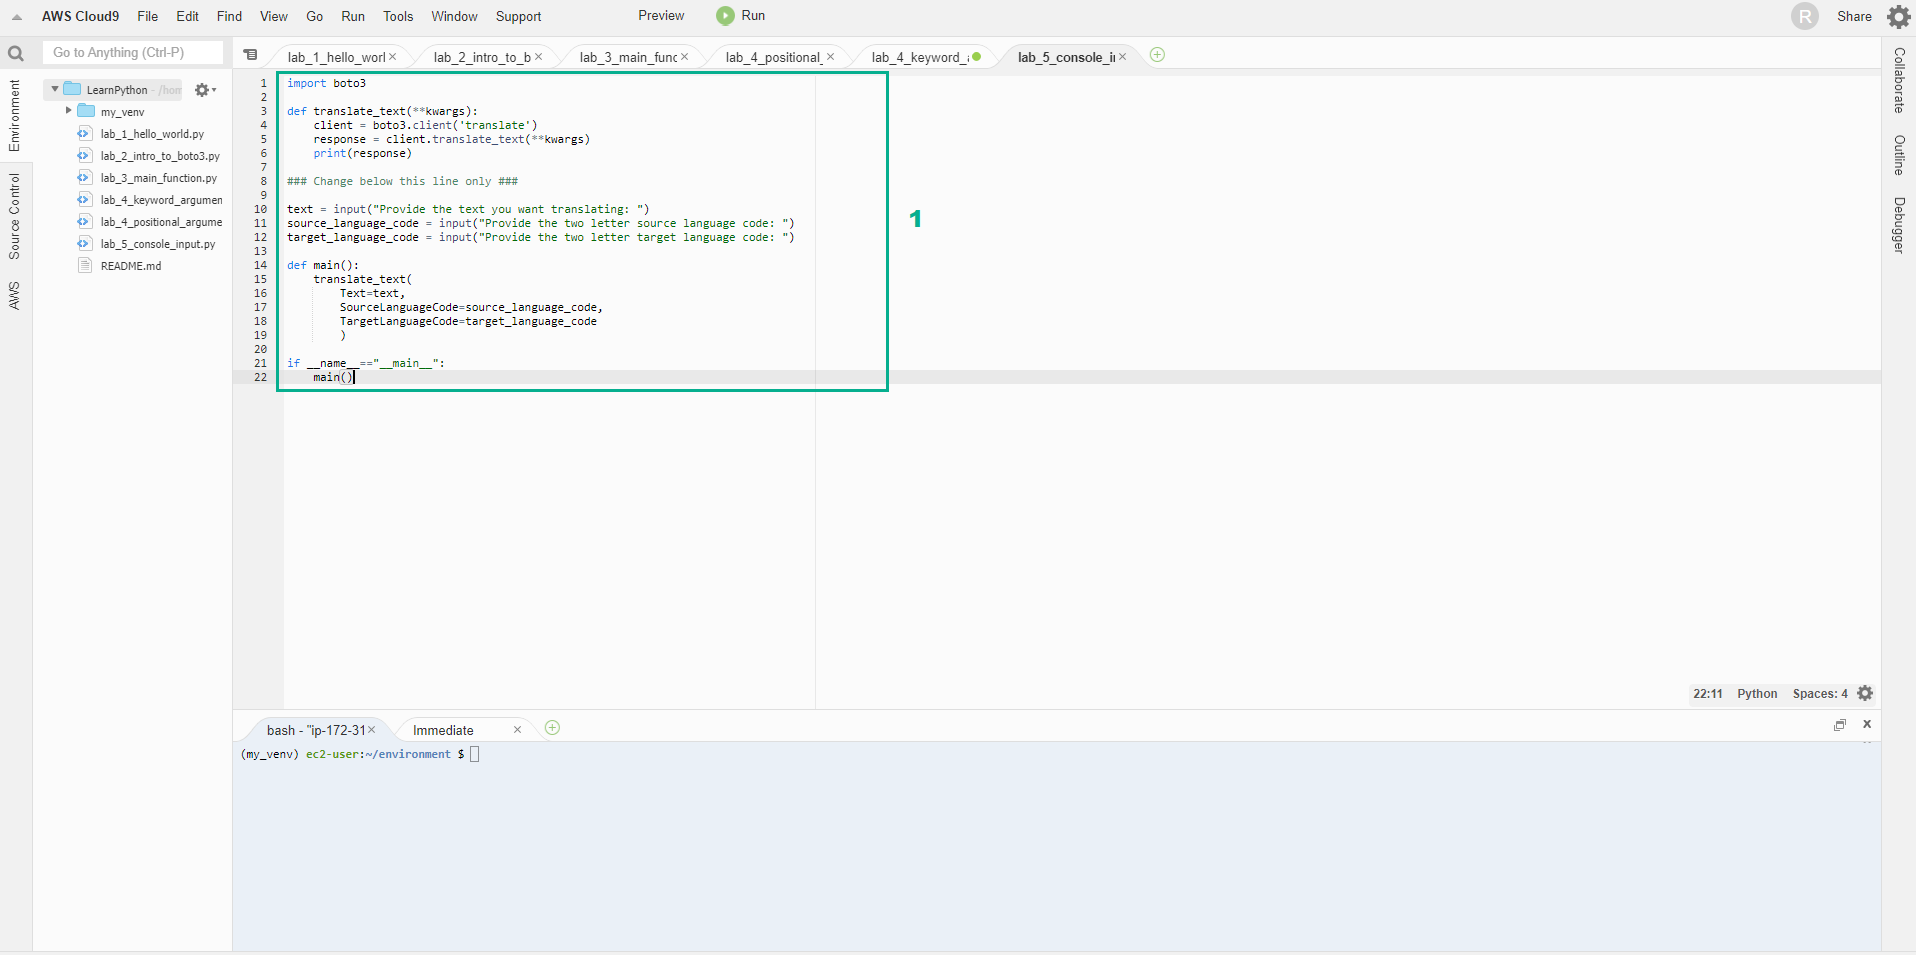 AWS Cloud9 File Edit Find View Go Run Tools Window Support Preview Run R Share
Go to Anything (Ctrl-P)
lab_1_hello_worl lab_2_intro_to_b lab_3_main_func lab_4_positional_ lab_4_keyword_a lab_5_console_i
Environment
Source Control
AWS
LearnPython - /hom
my_venv
lab_1_hello_world.py
lab_2_intro_to_boto3.py
lab_3_main_function.py
lab_4_keyword_argumen
lab_4_positional_argume
lab_5_console_input.py
README.md
1 import boto3
2
3 def translate_text(**kwargs):
4 client = boto3.client('translate')
5 response = client.translate_text(**kwargs)
6 print(response)
7
8 ### Change below this line only ###
9
10 text = input("Provide the text you want translating: ")
11 source_language_code = input("Provide the two letter source language code: ")
12 target_language_code = input("Provide the two letter target language code: ")
13
14 def main():
15 translate_text(
16 Text=text,
17 SourceLanguageCode=source_language_code,
18 TargetLanguageCode=target_language_code
19 )
20
21 if __name__=="__main__":
22 main()
1
Collaborate
Outline
Debugger
22:11 Python Spaces: 4
bash - "ip-172-31 Immediate
(my_venv) ec2-user:~/environment $